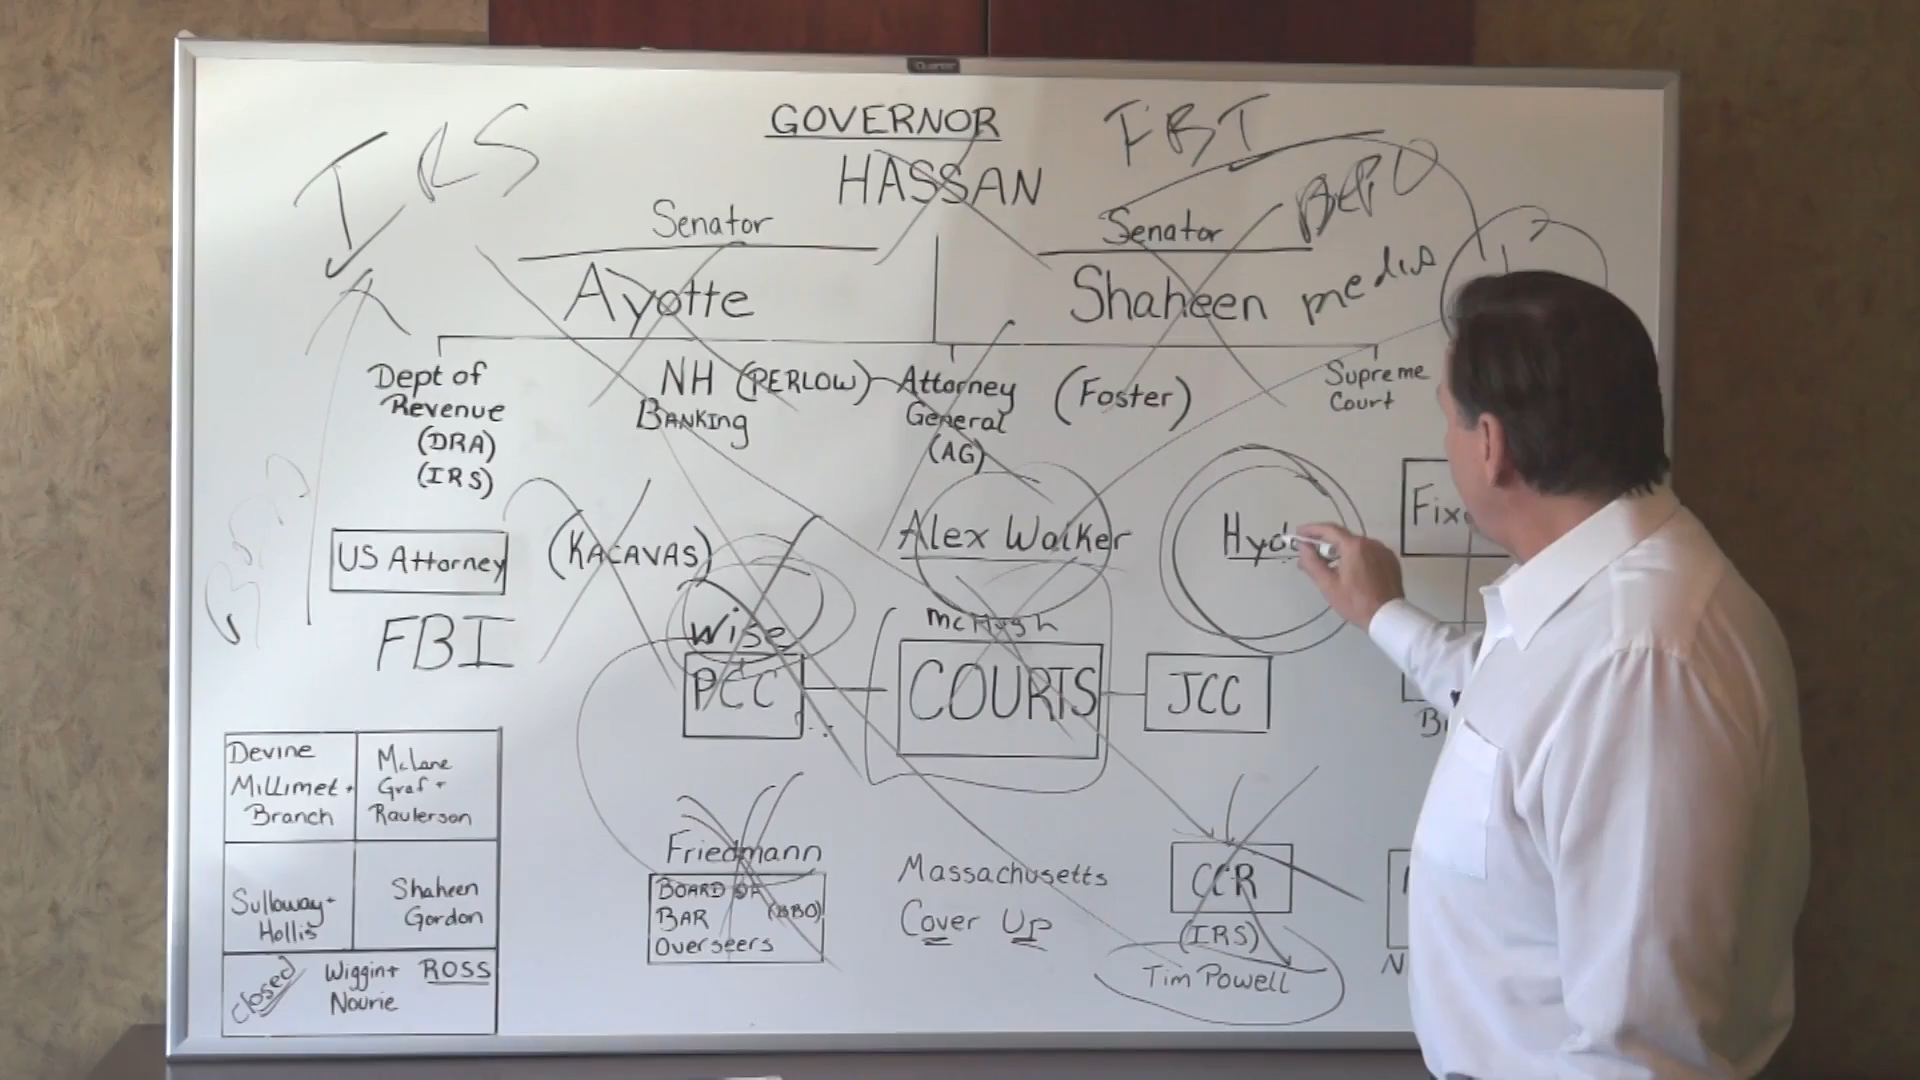 Quartet
IRS
GOVERNOR
HASSAN
FBI
Senator
Ayotte
Senator
Shaheen
media
Dept of
Revenue
(DRA)
(IRS)
NH (PERLOW)
BANKING
Attorney
General
(AG)
(Foster)
Supreme
Court
US Attorney
(KACAVAS)
FBI
Alex Walker
Hyde
Fix
Wise
PCC
McHugh
COURTS
JCC
Devine
Millimet +
Branch
McLane
Graf +
Raulerson
Sulloway +
Hollis
Shaheen
Gordon
Closed
Wiggin +
Nourie
ROSS
Friedmann
BOARD OF
BAR (BBO)
Overseers
Massachusetts
Cover Up
CCR
(IRS)
Tim Powell